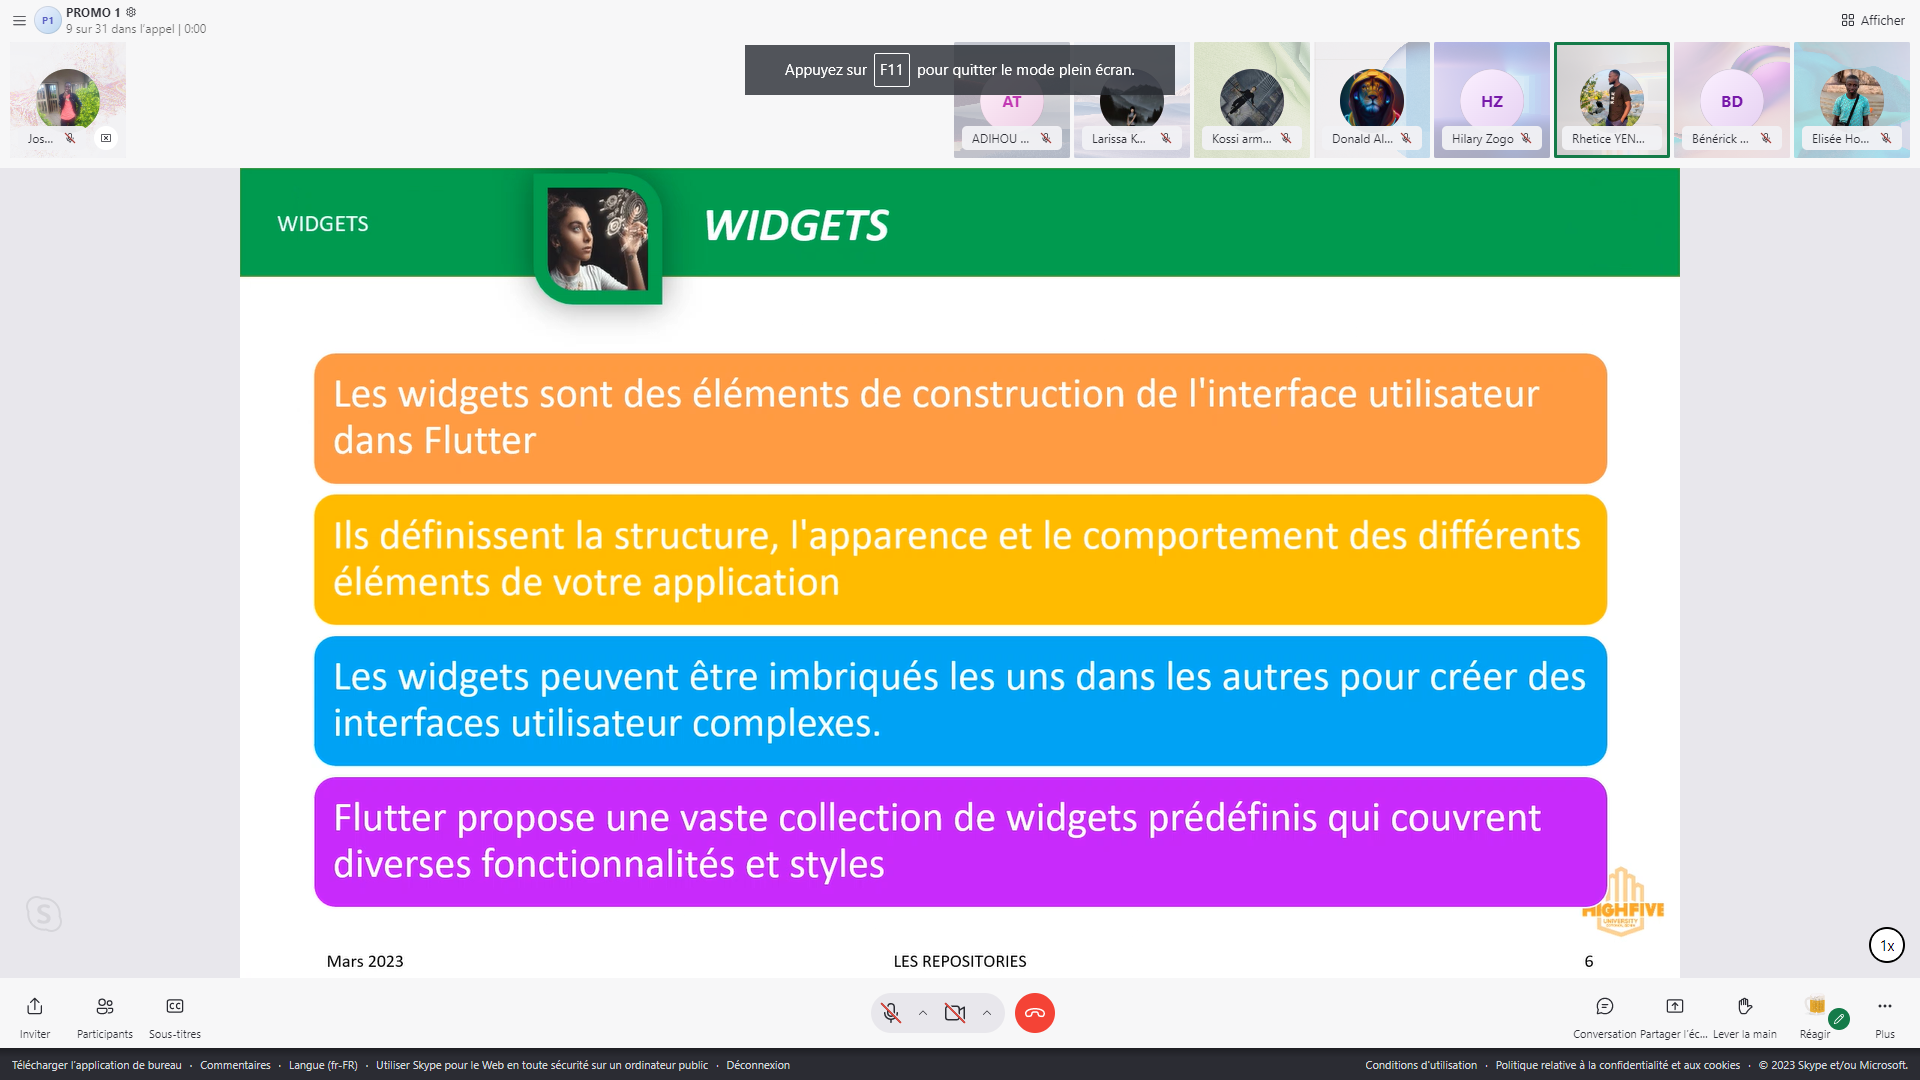 P1
PROMO 1
9 sur 31 dans l'appel | 0:00
Afficher
Appuyez sur F11 pour quitter le mode plein écran.
Jos...
AT
ADIHOU ...
Larissa K...
Kossi arm...
Donald Al...
HZ
Hilary Zogo
Rhetice YEN...
BD
Bénérick ...
Elisée Ho...
WIDGETS
WIDGETS
Les widgets sont des éléments de construction de l'interface utilisateur
dans Flutter
Ils définissent la structure, l'apparence et le comportement des différents
éléments de votre application
Les widgets peuvent être imbriqués les uns dans les autres pour créer des
interfaces utilisateur complexes.
Flutter propose une vaste collection de widgets prédéfinis qui couvrent
diverses fonctionnalités et styles
HIGHFIVE
UNIVERSITY
Mars 2023
LES REPOSITORIES
6
1x
Inviter
Participants
Sous-titres
Conversation
Partager l'éc...
Lever la main
Réagir
Plus
Télécharger l'application de bureau · Commentaires · Langue (fr-FR) · Utiliser Skype pour le Web en toute sécurité sur un ordinateur public · Déconnexion
Conditions d'utilisation · Politique relative à la confidentialité et aux cookies · © 2023 Skype et/ou Microsoft.